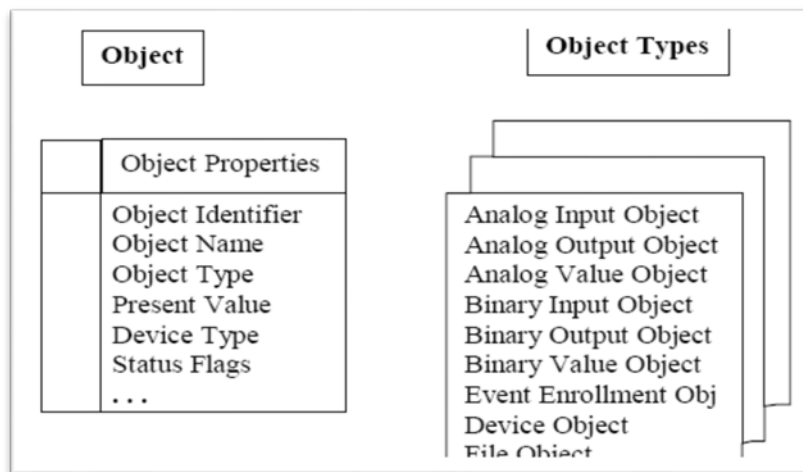 Object
Object Types
Object Properties
Object Identifier
Object Name
Object Type
Present Value
Device Type
Status Flags
. . .
Analog Input Object
Analog Output Object
Analog Value Object
Binary Input Object
Binary Output Object
Binary Value Object
Event Enrollment Obj
Device Object
File Object